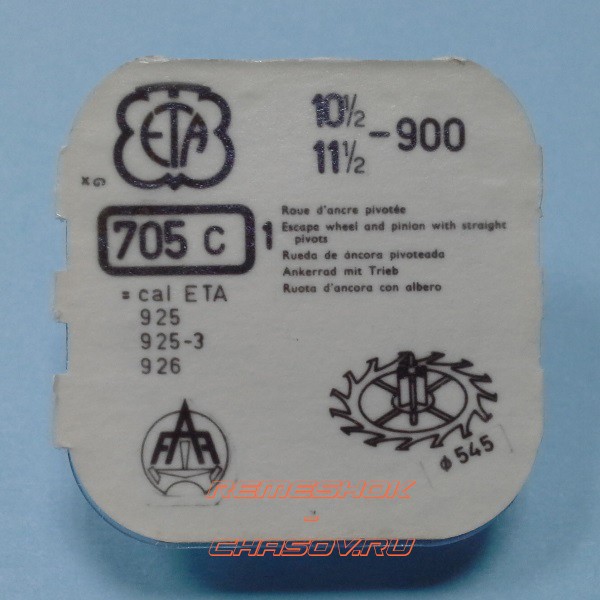 ETA
10½
11½
-900
x G
705 C
1
Roue d'ancre pivotée
Escape wheel and pinion with straight
pivots
Rueda de áncora pivoteada
Ankerrad mit Trieb
Ruota d'ancora con albero
= cal ETA
925
925-3
926
AAA
ø 545
NEMESHOK
-
CHASOV.RU